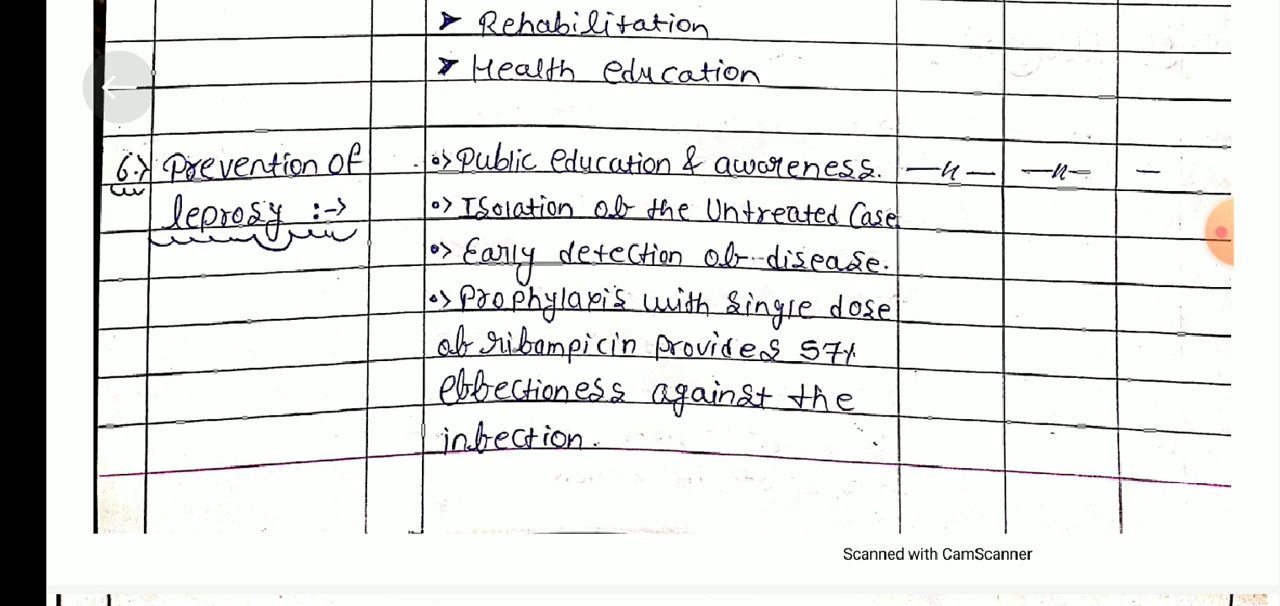 ➤ Rehabilitation
➤ Health education
6.> Prevention of
leprosy :->
o> Public education & awareness. —n— —n— —
o> Isolation of the Untreated Case
o> Early detection of disease.
o> Prophylaxis with single dose
of rifampicin provides 57%
effectioness against the
infection.
Scanned with CamScanner